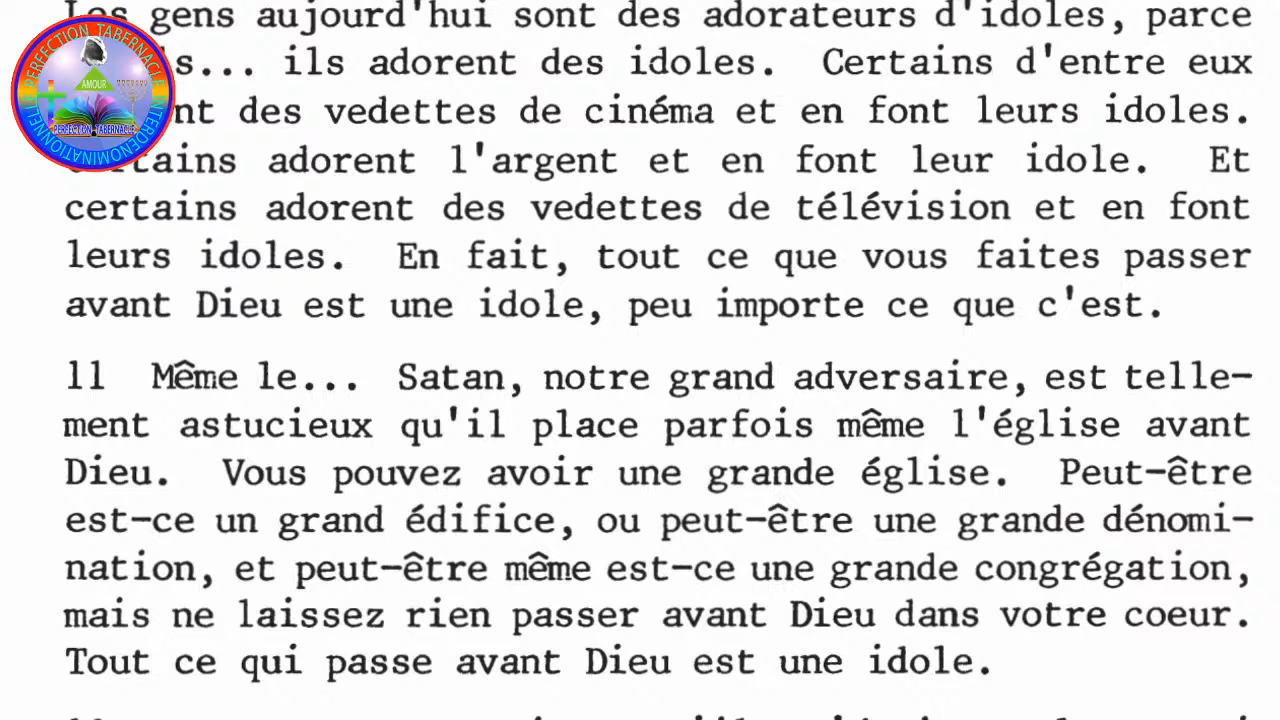 Les gens aujourd'hui sont des adorateurs d'idoles, parce
s... ils adorent des idoles.  Certains d'entre eux
nt des vedettes de cinéma et en font leurs idoles.
Certains adorent l'argent et en font leur idole.  Et
certains adorent des vedettes de télévision et en font
leurs idoles.  En fait, tout ce que vous faites passer
avant Dieu est une idole, peu importe ce que c'est.
11  Même le...  Satan, notre grand adversaire, est telle-
ment astucieux qu'il place parfois même l'église avant
Dieu.  Vous pouvez avoir une grande église.  Peut-être
est-ce un grand édifice, ou peut-être une grande dénomi-
nation, et peut-être même est-ce une grande congrégation,
mais ne laissez rien passer avant Dieu dans votre coeur.
Tout ce qui passe avant Dieu est une idole.
PERFECTION TABERNACLE INTERDENOMINATIONNELLE
AMOUR
PERFECTION TABERNACLE